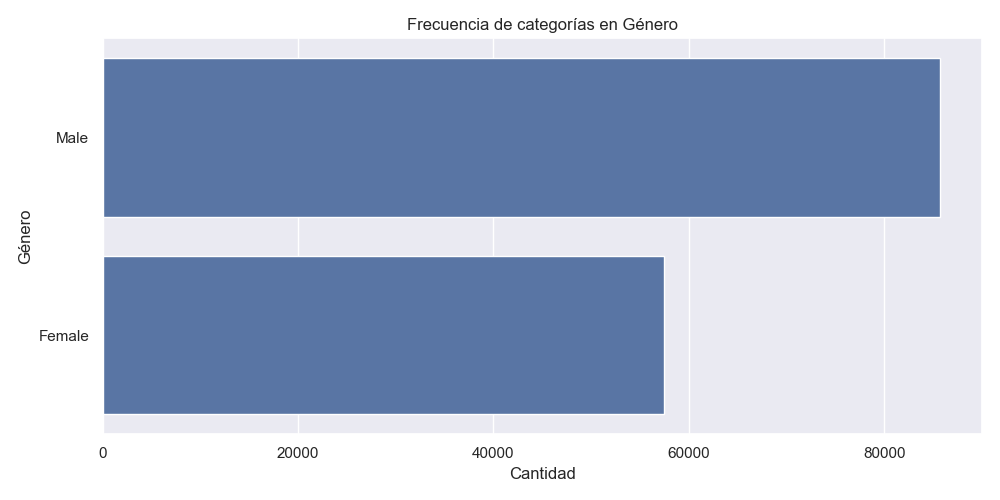 Frecuencia de categorías en Género
Male
Género
Female
0 20000 40000 60000 80000
Cantidad